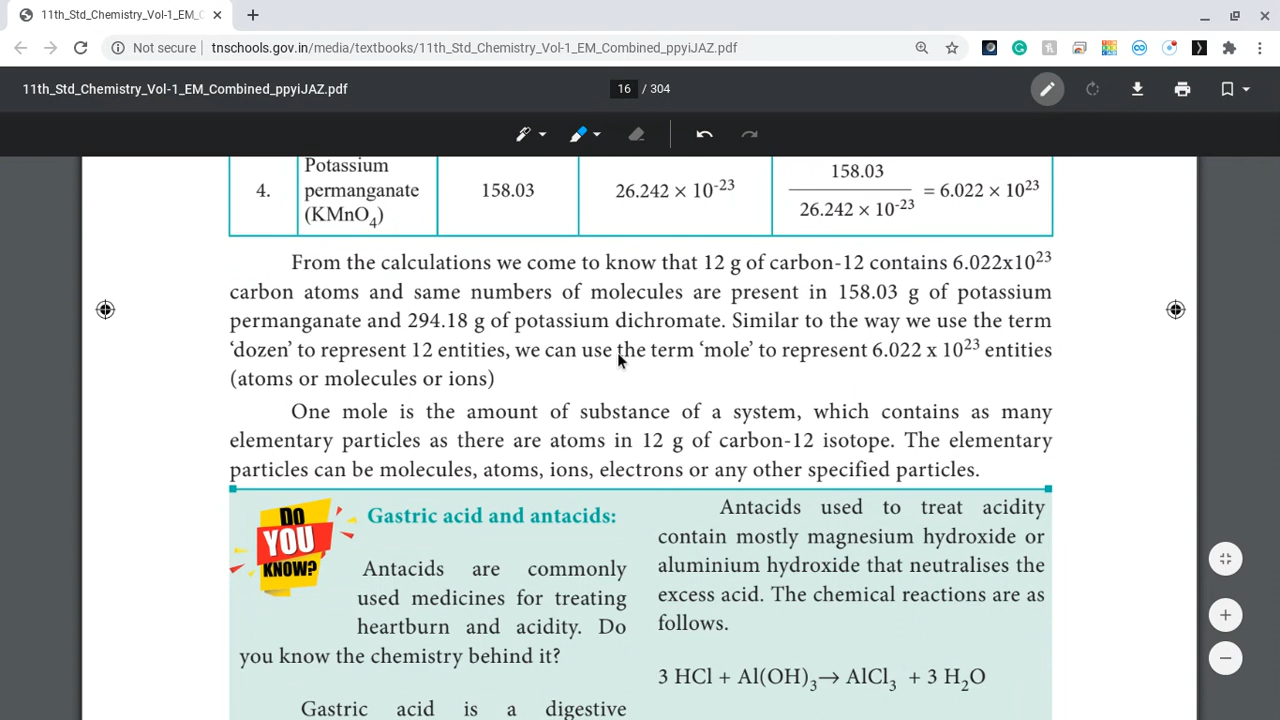 11th_Std_Chemistry_Vol-1_EM_C
Not secure | tnschools.gov.in/media/textbooks/11th_Std_Chemistry_Vol-1_EM_Combined_ppyiJAZ.pdf
11th_Std_Chemistry_Vol-1_EM_Combined_ppyiJAZ.pdf
16 / 304
4.
Potassium
permanganate
(KMnO₄)
158.03
26.242 × 10⁻²³
158.03
26.242 × 10⁻²³
= 6.022 × 10²³
From the calculations we come to know that 12 g of carbon-12 contains 6.022x10²³
carbon atoms and same numbers of molecules are present in 158.03 g of potassium
permanganate and 294.18 g of potassium dichromate. Similar to the way we use the term
‘dozen’ to represent 12 entities, we can use the term ‘mole’ to represent 6.022 x 10²³ entities
(atoms or molecules or ions)
One mole is the amount of substance of a system, which contains as many
elementary particles as there are atoms in 12 g of carbon-12 isotope. The elementary
particles can be molecules, atoms, ions, electrons or any other specified particles.
DO
YOU
KNOW?
Gastric acid and antacids:
Antacids are commonly
used medicines for treating
heartburn and acidity. Do
you know the chemistry behind it?
Gastric acid is a digestive
Antacids used to treat acidity
contain mostly magnesium hydroxide or
aluminium hydroxide that neutralises the
excess acid. The chemical reactions are as
follows.
3 HCl + Al(OH)₃→ AlCl₃ + 3 H₂O